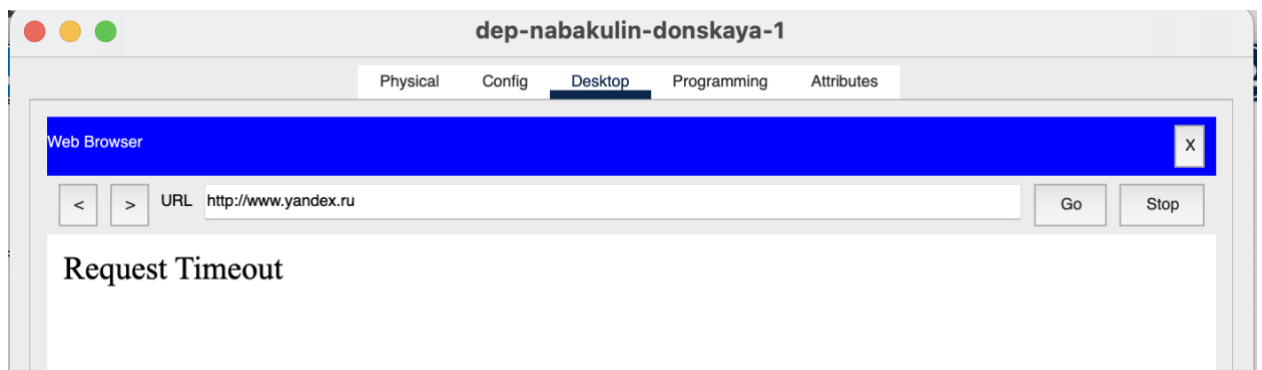 dep-nabakulin-donskaya-1
Physical Config Desktop Programming Attributes
Web Browser X
< > URL http://www.yandex.ru Go Stop
Request Timeout